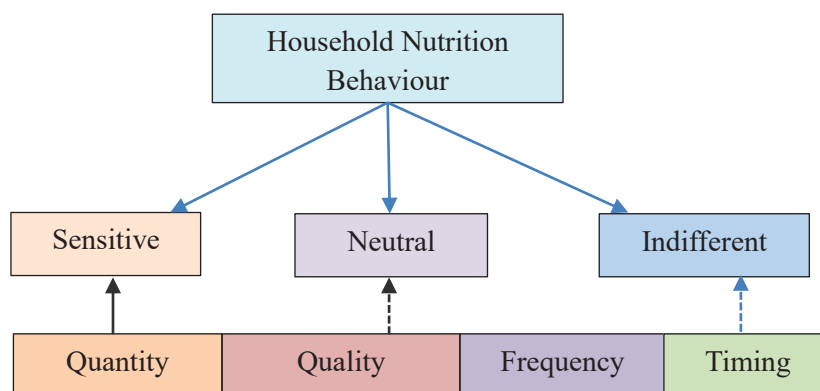 Household Nutrition
Behaviour
Sensitive
Neutral
Indifferent
Quantity
Quality
Frequency
Timing